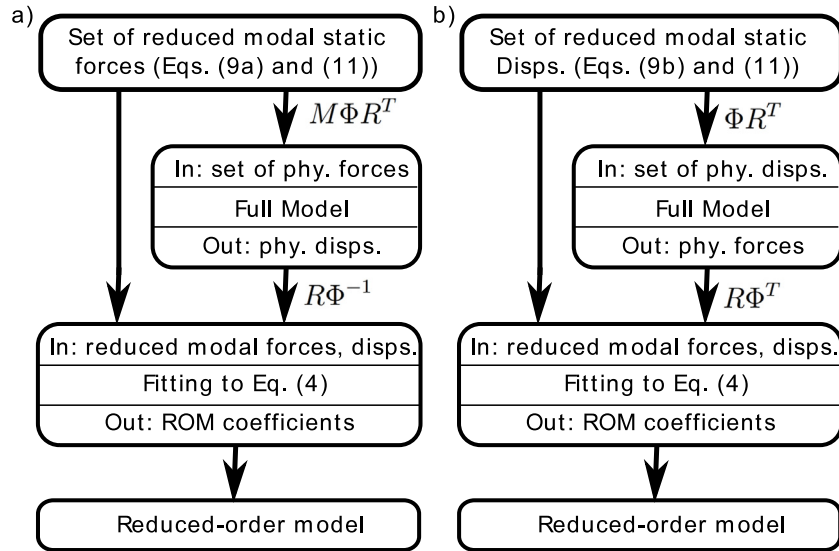 a)
Set of reduced modal static
forces (Eqs. (9a) and (11))
MΦR^T
In: set of phy. forces
Full Model
Out: phy. disps.
RΦ^{-1}
In: reduced modal forces, disps.
Fitting to Eq. (4)
Out: ROM coefficients
Reduced-order model
b)
Set of reduced modal static
Disps. (Eqs. (9b) and (11))
ΦR^T
In: set of phy. disps.
Full Model
Out: phy. forces
RΦ^T
In: reduced modal forces, disps.
Fitting to Eq. (4)
Out: ROM coefficients
Reduced-order model